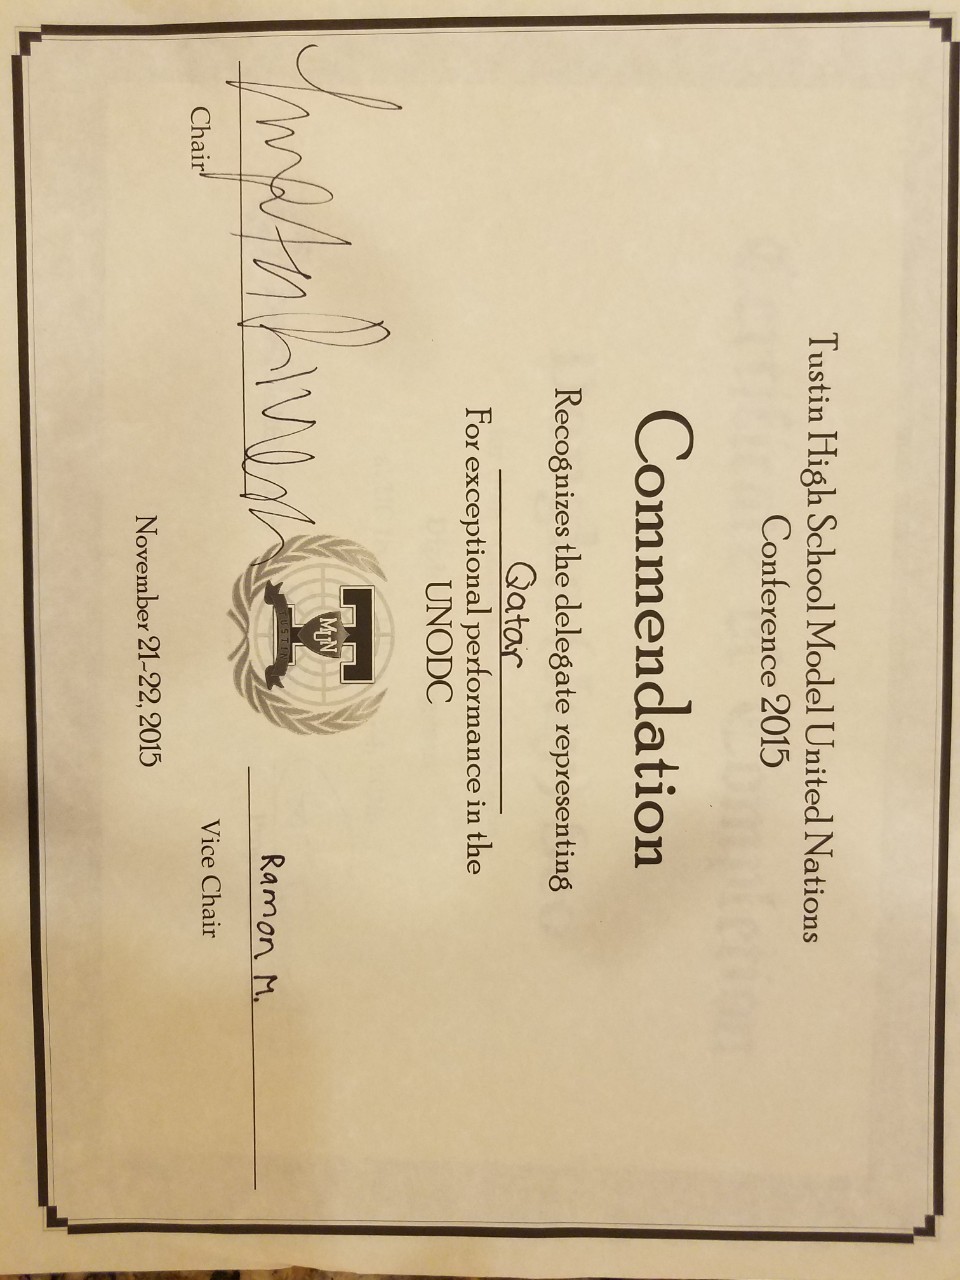 Tustin High School Model United Nations
Conference 2015
Commendation
Recognizes the delegate representing
Qatar
For exceptional performance in the
UNODC
MUN
TUSTIN
Ramon M.
Chair
Vice Chair
November 21-22, 2015